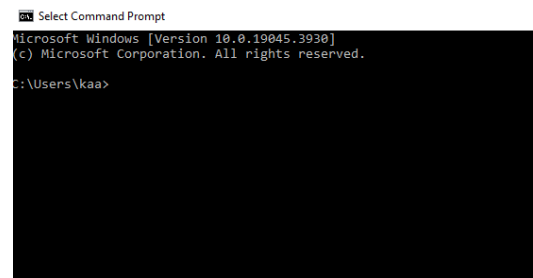 Select Command Prompt
Microsoft Windows [Version 10.0.19045.3930]
(c) Microsoft Corporation. All rights reserved.
C:\Users\kaa>